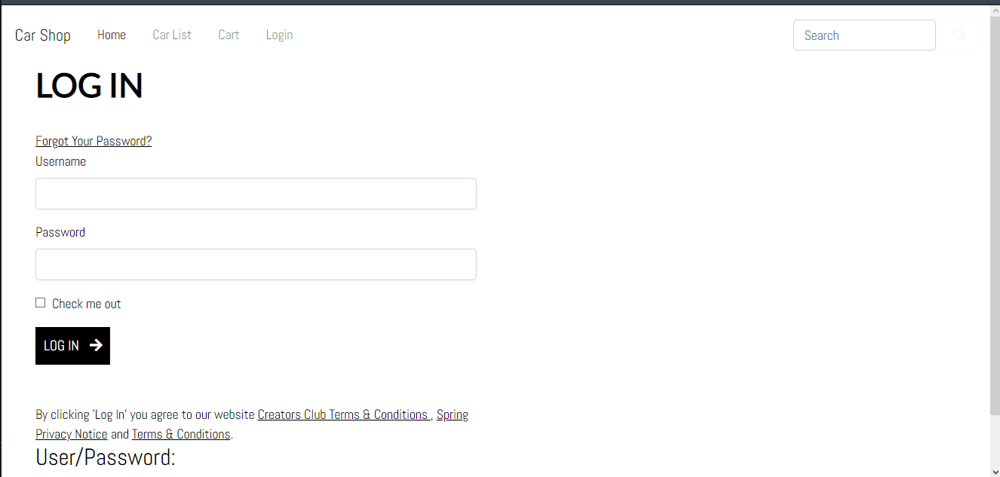 Car Shop Home Car List Cart Login Search
LOG IN
Forgot Your Password?
Username
Password
Check me out
LOG IN
By clicking 'Log In' you agree to our website Creators Club Terms & Conditions , Spring
Privacy Notice and Terms & Conditions.
User/Password: